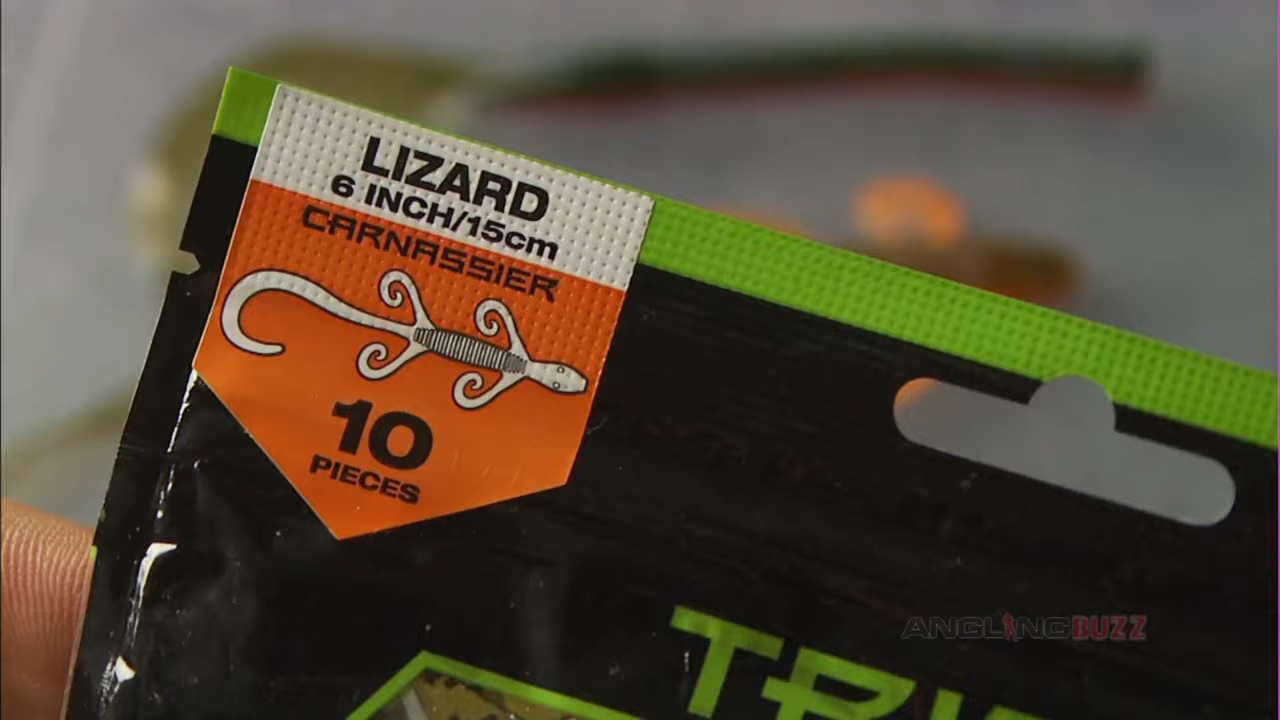 LIZARD
6 INCH/15cm
CARNASSIER
10
PIECES
ANGLINGBUZZ